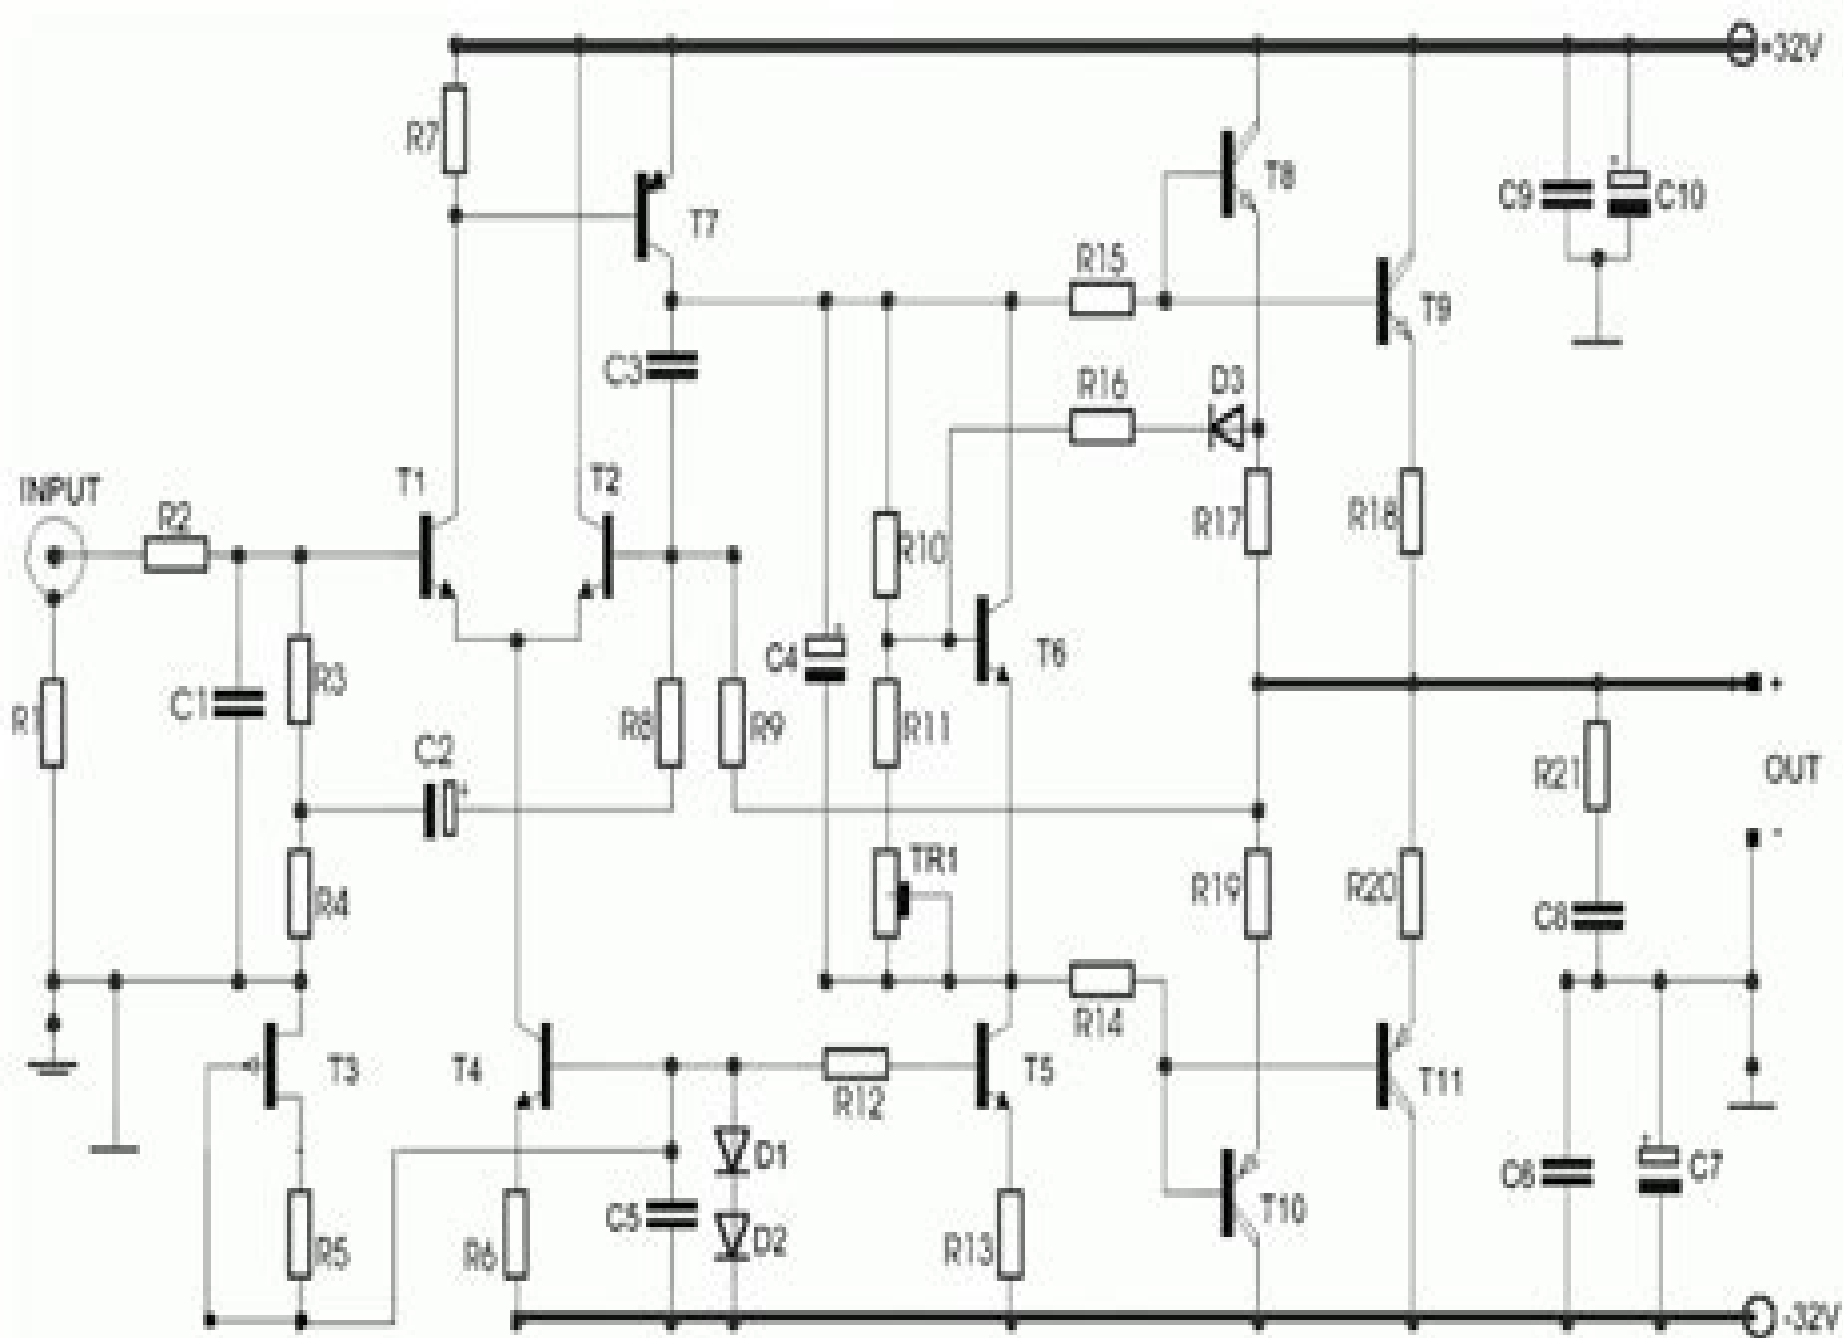 +32V
R7
T8
T7
C9
C10
R15
T9
C3
R16
D3
T1
T2
INPUT
R2
R17
R18
R10
C4
T6
R3
+
C1
R1
R8
R9
R11
C2
R21
OUT
TR1
-
R4
R19
R20
C8
R14
T3
T4
T5
T11
R12
D1
C6
C7
R5
R6
C5
D2
R13
T10
-32V